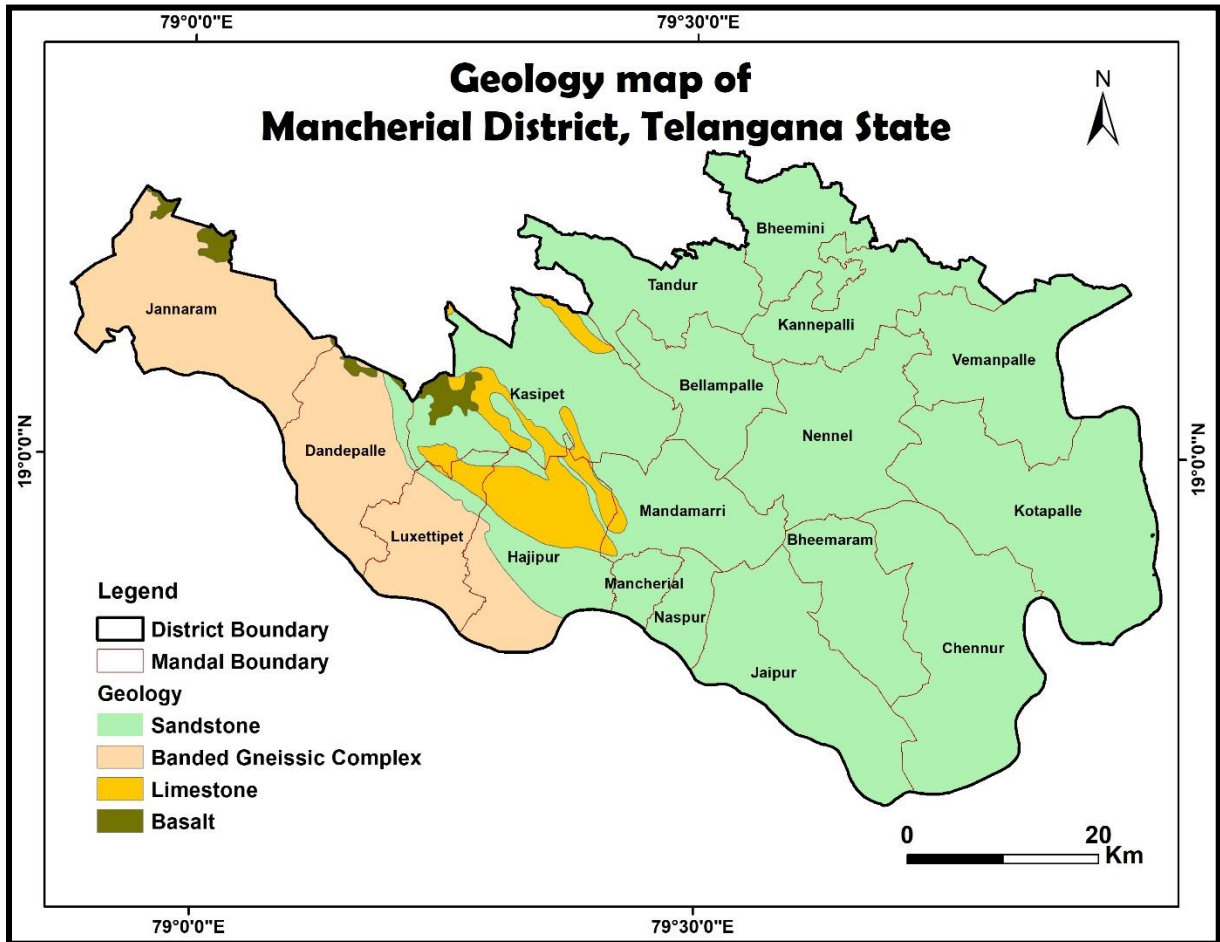 79°0'0"E
79°30'0"E
Geology map of
Mancherial District, Telangana State
N
Bheemini
Tandur
Jannaram
Kannepalli
Vemanpalle
Bellampalle
Kasipet
Nennel
Dandepalle
19°0'0"N
19°0'0"N
Mandamarri
Kotapalle
Luxettipet
Bheemaram
Hajipur
Mancherial
Naspur
Chennur
Jaipur
Legend
District Boundary
Mandal Boundary
Geology
Sandstone
Banded Gneissic Complex
Limestone
Basalt
0 20
Km
79°0'0"E
79°30'0"E